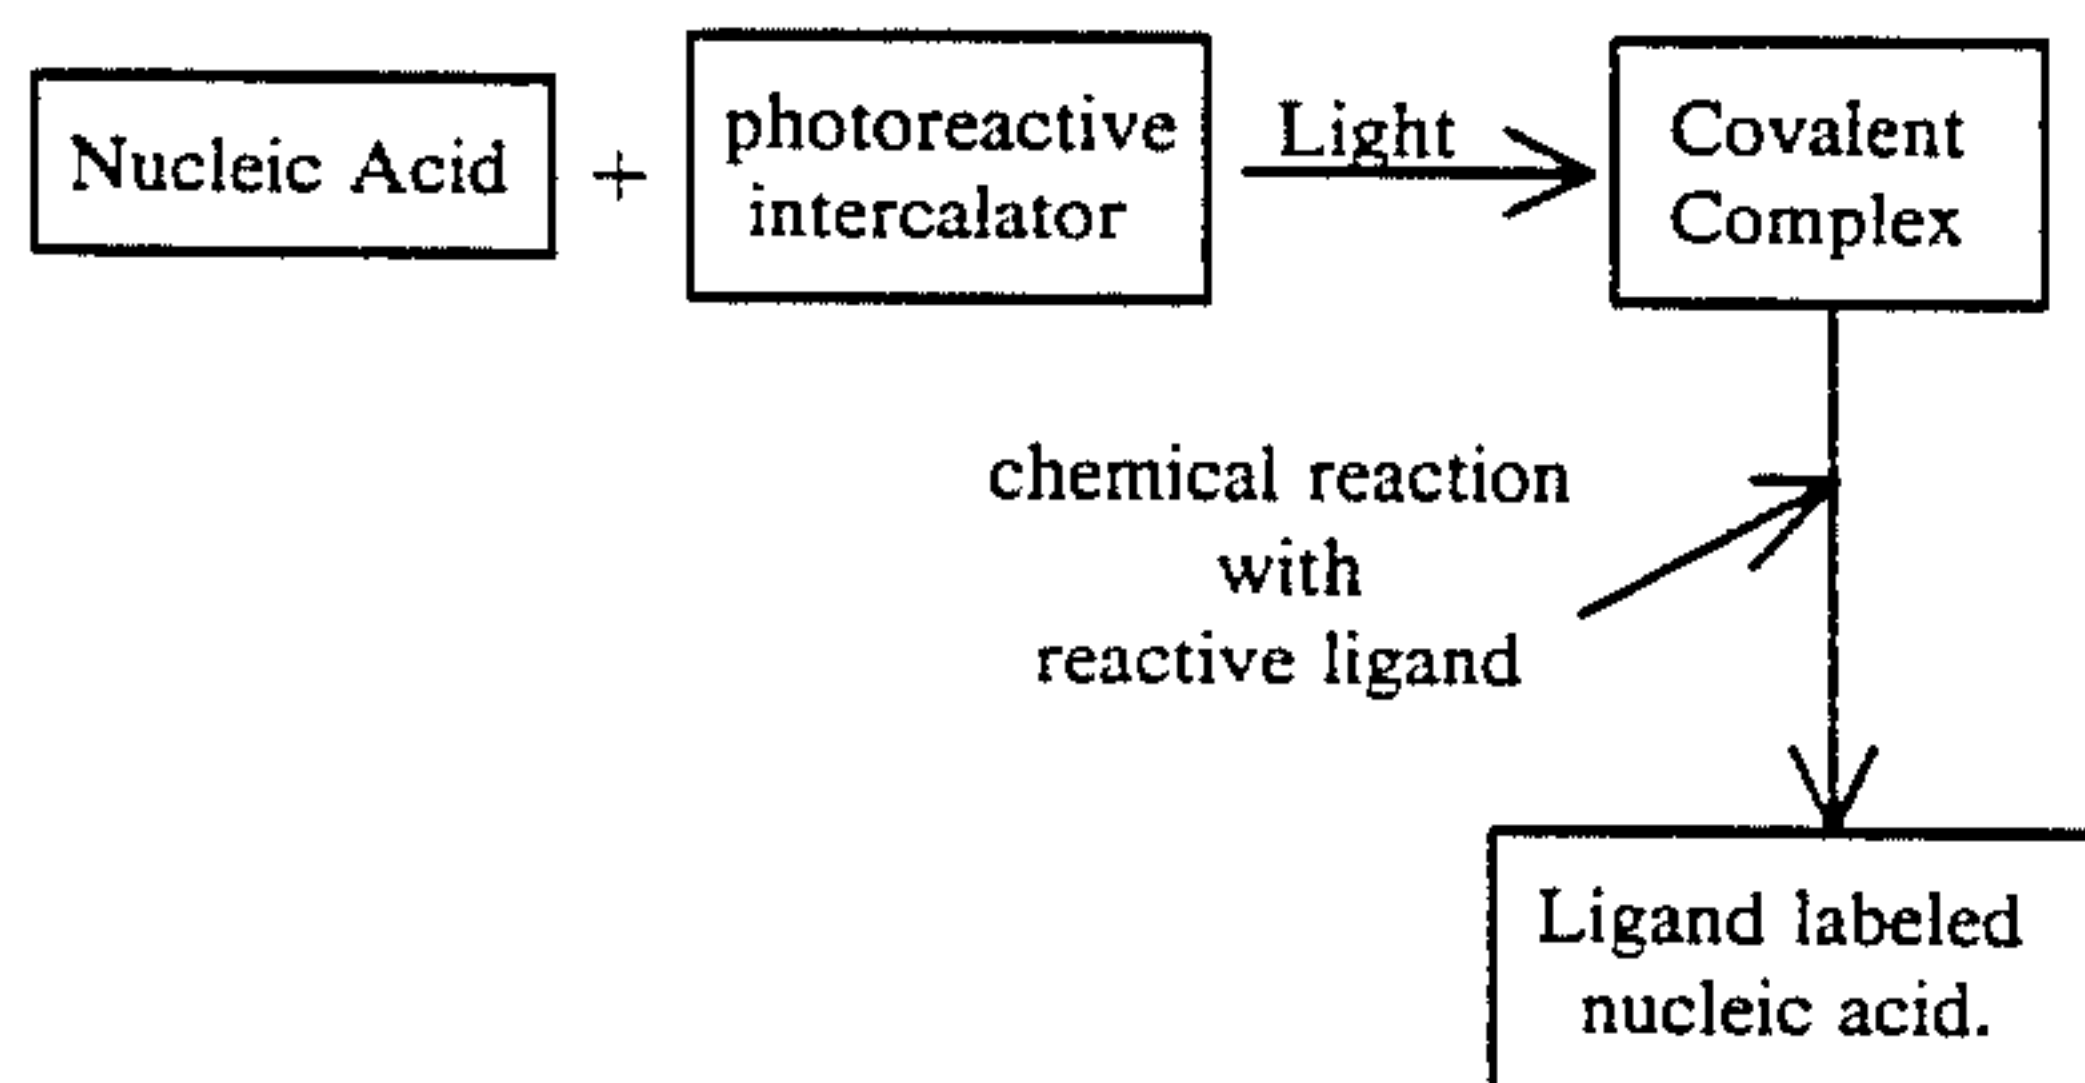 Nucleic Acid
+
photoreactive
intercalator
Light
Covalent
Complex
chemical reaction
with
reactive ligand
Ligand labeled
nucleic acid.